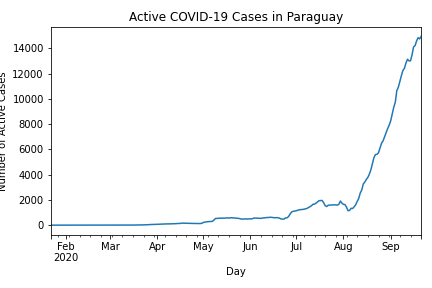 Active COVID-19 Cases in Paraguay
Number of Active Cases
14000
12000
10000
8000
6000
4000
2000
0
Feb Mar Apr May Jun Jul Aug Sep
2020
Day